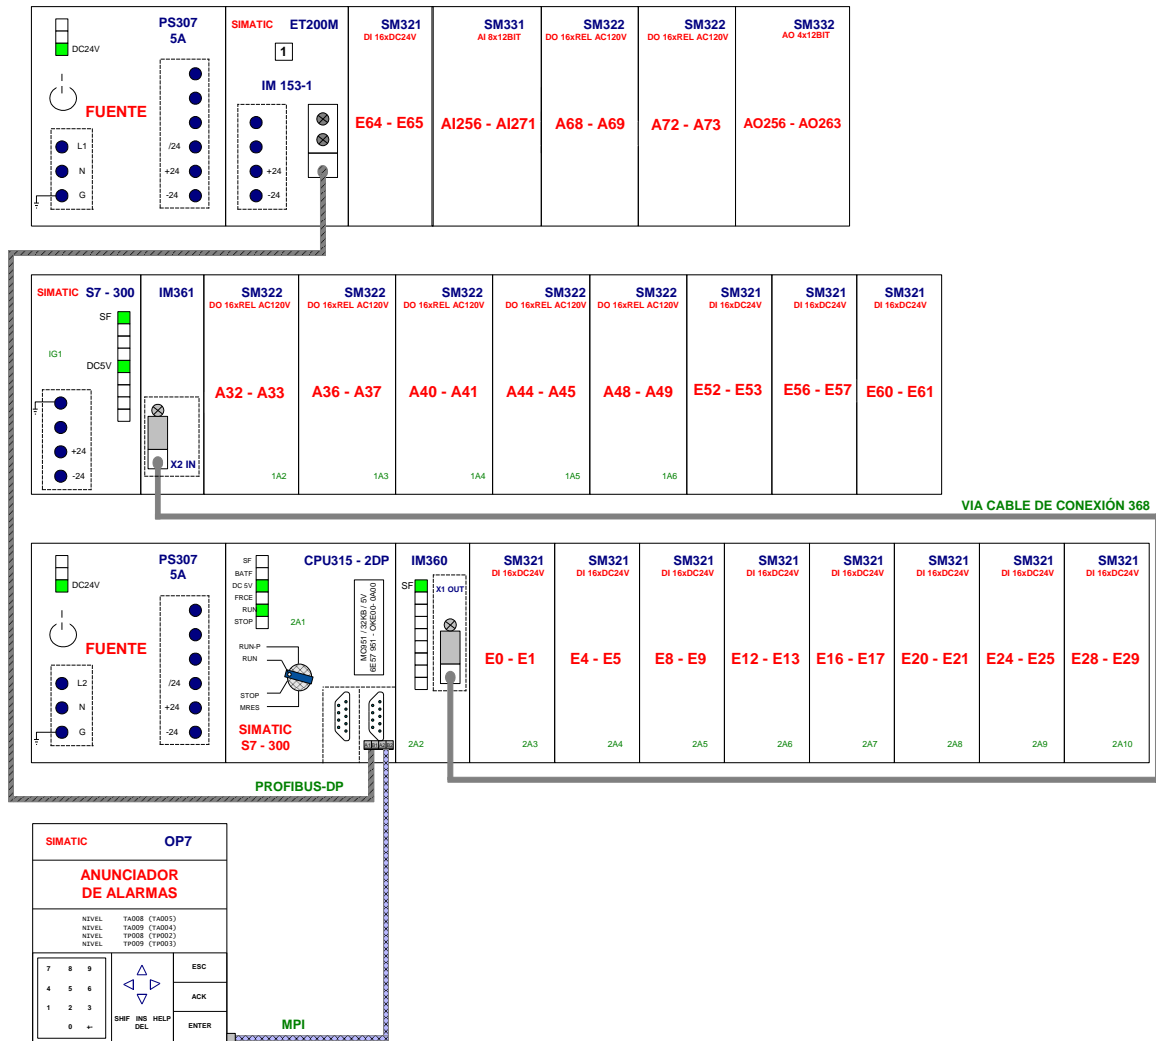 PS307
5A
DC24V
FUENTE
L1
N
G
/24
+24
-24
SIMATIC ET200M
1
IM 153-1
+24
-24
SM321
DI 16xDC24V
E64 - E65
SM331
AI 8x12BIT
AI256 - AI271
SM322
DO 16xREL AC120V
A68 - A69
SM322
DO 16xREL AC120V
A72 - A73
SM332
AO 4x12BIT
AO256 - AO263
SIMATIC S7 - 300
SF
IG1
DC5V
+24
-24
IM361
X2 IN
SM322
DO 16xREL AC120V
A32 - A33
1A2
SM322
DO 16xREL AC120V
A36 - A37
1A3
SM322
DO 16xREL AC120V
A40 - A41
1A4
SM322
DO 16xREL AC120V
A44 - A45
1A5
SM322
DO 16xREL AC120V
A48 - A49
1A6
SM321
DI 16xDC24V
E52 - E53
SM321
DI 16xDC24V
E56 - E57
SM321
DI 16xDC24V
E60 - E61
VIA CABLE DE CONEXIÓN 368
PS307
5A
DC24V
FUENTE
L2
N
G
/24
+24
-24
CPU315 - 2DP
SF
BATF
DC 5V
FRCE
RUN
STOP
2A1
RUN-P
RUN
STOP
MRES
MC951 / 32KB / 5V
6E57 951 - OKE00- 0A00
SIMATIC
S7 - 300
IM360
SF
X1 OUT
2A2
SM321
DI 16xDC24V
E0 - E1
2A3
SM321
DI 16xDC24V
E4 - E5
2A4
SM321
DI 16xDC24V
E8 - E9
2A5
SM321
DI 16xDC24V
E12 - E13
2A6
SM321
DI 16xDC24V
E16 - E17
2A7
SM321
DI 16xDC24V
E20 - E21
2A8
SM321
DI 16xDC24V
E24 - E25
2A9
SM321
DI 16xDC24V
E28 - E29
2A10
PROFIBUS-DP
SIMATIC OP7
ANUNCIADOR
DE ALARMAS
NIVEL TA008 (TA005)
NIVEL TA009 (TA004)
NIVEL TP008 (TP002)
NIVEL TP009 (TP003)
7 8 9
4 5 6
1 2 3
0 ←
SHIF INS HELP
DEL
ESC
ACK
ENTER
MPI